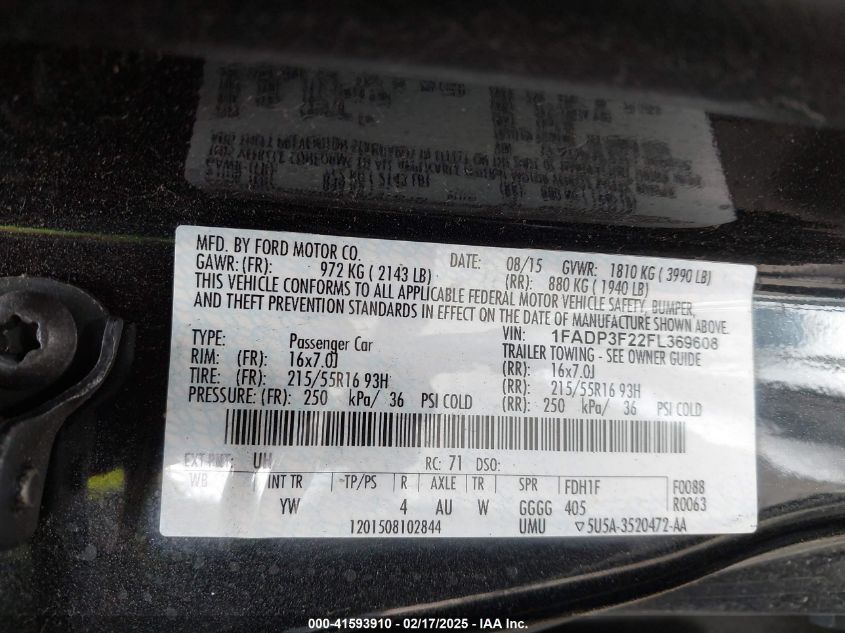 MFD. BY FORD MOTOR CO. DATE: 08/15 GVWR: 1810 KG ( 3990 LB)
GAWR: (FR): 972 KG ( 2143 LB) (RR): 880 KG ( 1940 LB)
THIS VEHICLE CONFORMS TO ALL APPLICABLE FEDERAL MOTOR VEHICLE SAFETY, BUMPER,
AND THEFT PREVENTION STANDARDS IN EFFECT ON THE DATE OF MANUFACTURE SHOWN ABOVE.
VIN: 1FADP3F22FL369608
TYPE: Passenger Car TRAILER TOWING - SEE OWNER GUIDE
RIM: (FR): 16x7.0J (RR): 16x7.0J
TIRE: (FR): 215/55R16 93H (RR): 215/55R16 93H
PRESSURE: (FR): 250 kPa/ 36 PSI COLD (RR): 250 kPa/ 36 PSI COLD
EXT PNT: UH RC: 71 DSO:
WB INT TR TP/PS R AXLE TR SPR FDH1F F0088
YW 4 AU W GGGG 405 R0063
1201508102844 UMU ▽5U5A-3520472-AA
000-41593910 - 02/17/2025 - IAAI.COM